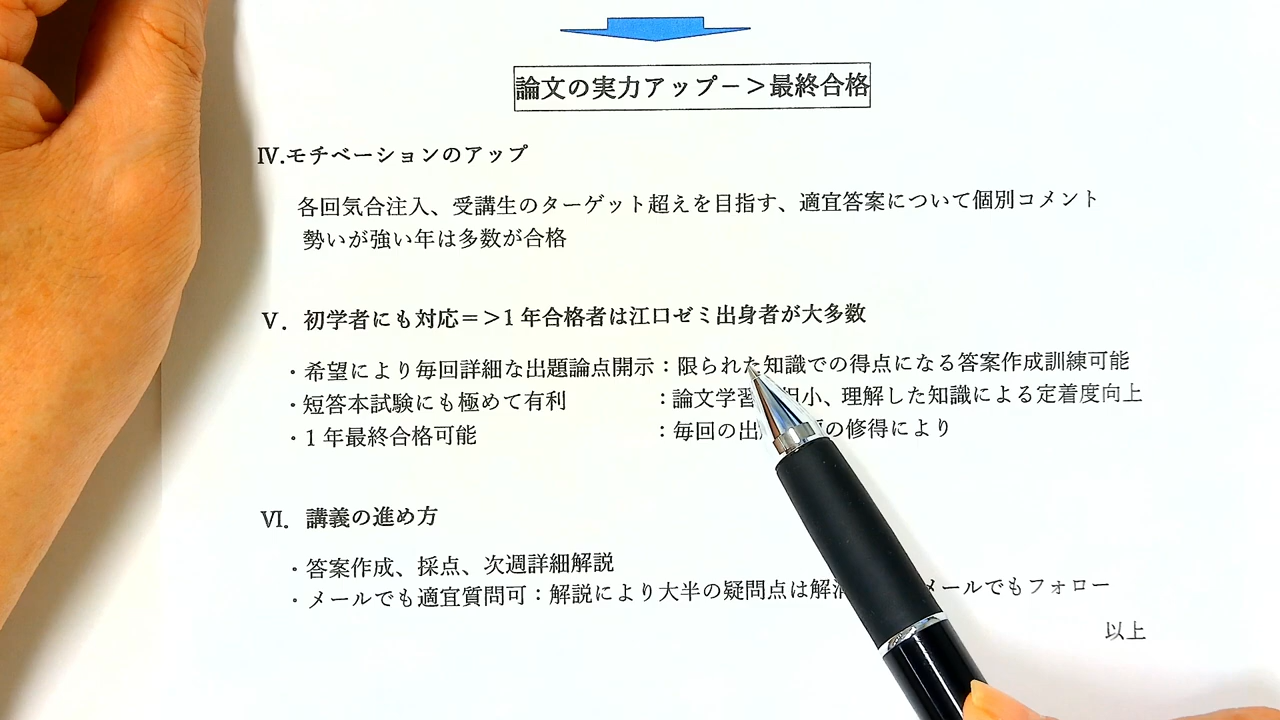 論文の実力アップ－＞最終合格
Ⅳ.モチベーションのアップ
各回気合注入、受講生のターゲット超えを目指す、適宜答案について個別コメント
勢いが強い年は多数が合格
Ⅴ．初学者にも対応＝＞1年合格者は江口ゼミ出身者が大多数
・希望により毎回詳細な出題論点開示：限られた知識での得点になる答案作成訓練可能
・短答本試験にも極めて有利：論文学習 小、理解した知識による定着度向上
・1年最終合格可能：毎回の出 の修得により
Ⅵ．講義の進め方
・答案作成、採点、次週詳細解説
・メールでも適宜質問可：解説により大半の疑問点は解 メールでもフォロー
以上